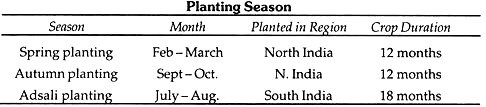 Planting Season
Season Month Planted in Region Crop Duration
Spring planting Feb – March North India 12 months
Autumn planting Sept – Oct. N. India 12 months
Adsali planting July – Aug. South India 18 months